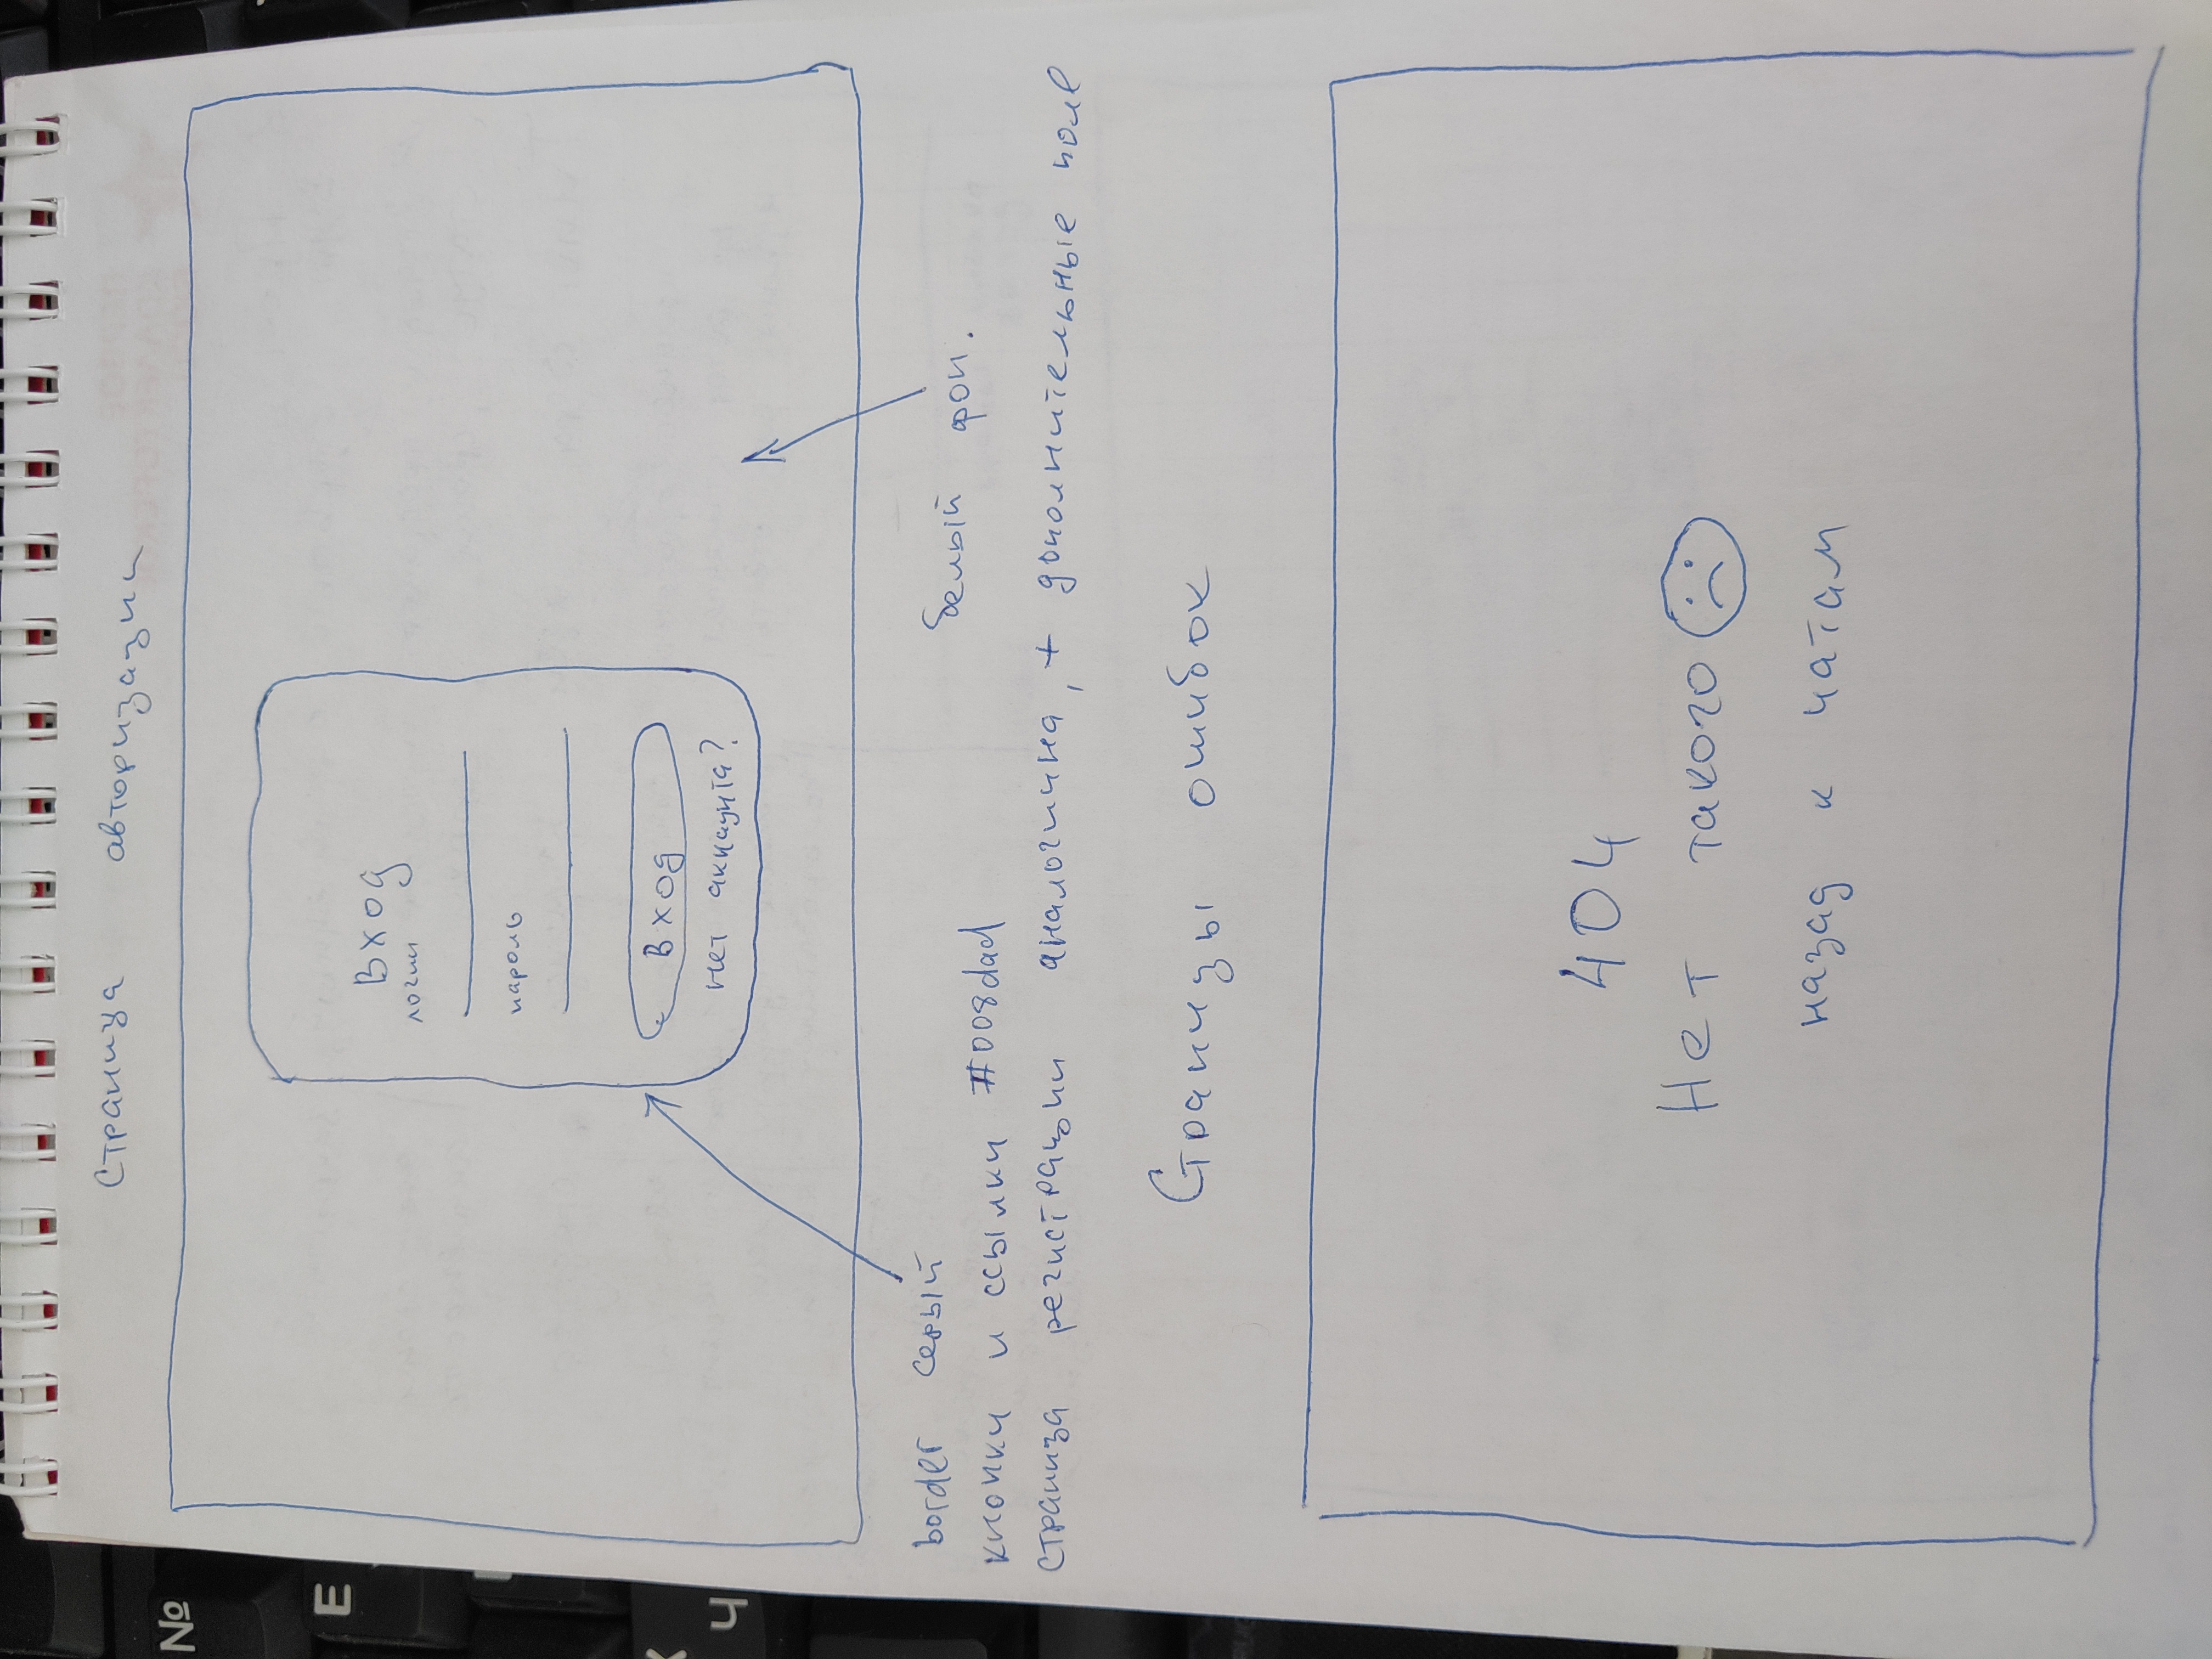 Страница авторизации
Вход
логин
пароль
Вход
нет аккаунта?
border серый
белый фон.
кнопки и ссылки #008dad
страница регистрации аналогична, + дополнительные поле
Страницы ошибок
404
Нет такого
назад к чатам
№
Е
Ч